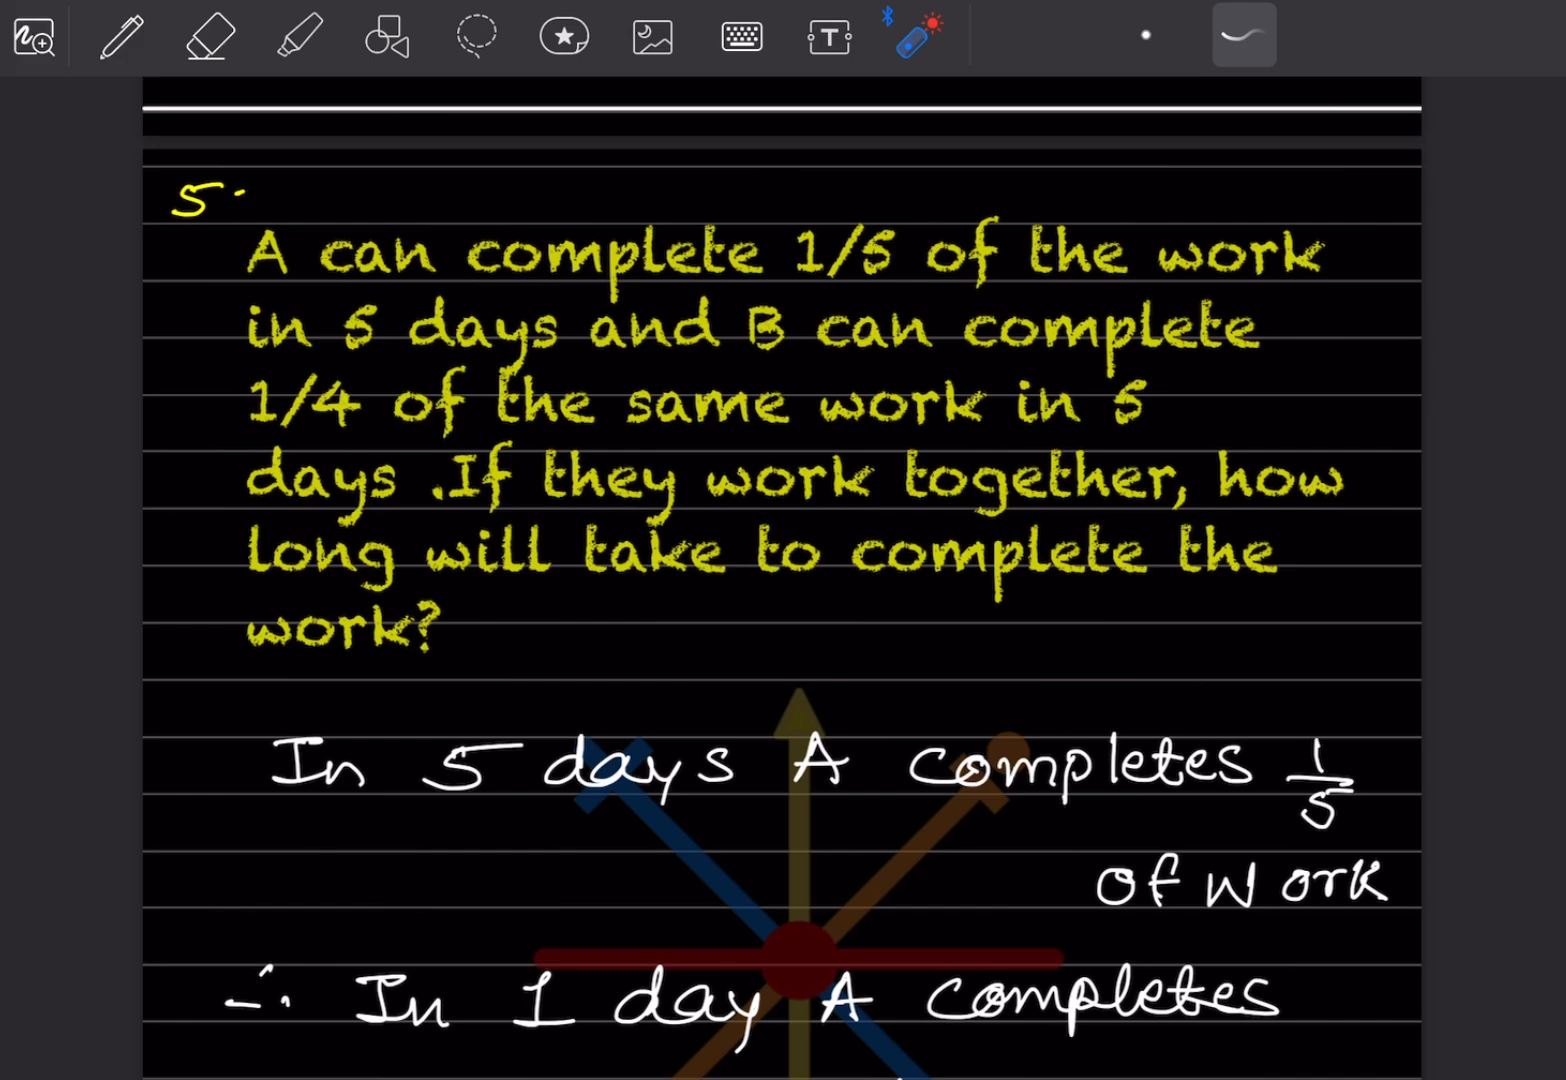 5.
A can complete 1/5 of the work
in 5 days and B can complete
1/4 of the same work in 5
days .If they work together, how
long will take to complete the
work?
In 5 days A completes 1/5
of work
∴ In 1 day A completes